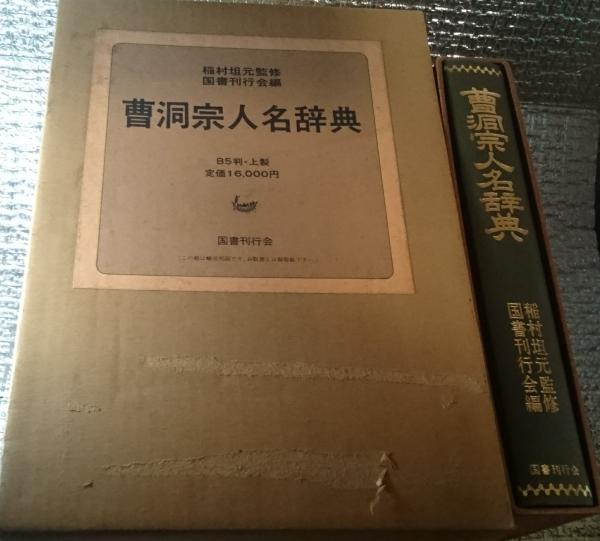 稲村坦元監修
国書刊行会編
曹洞宗人名辞典
B5判・上製
定価16,000円
国書刊行会
曹洞宗人名辞典
稲村坦元監修
国書刊行会編
国書刊行会